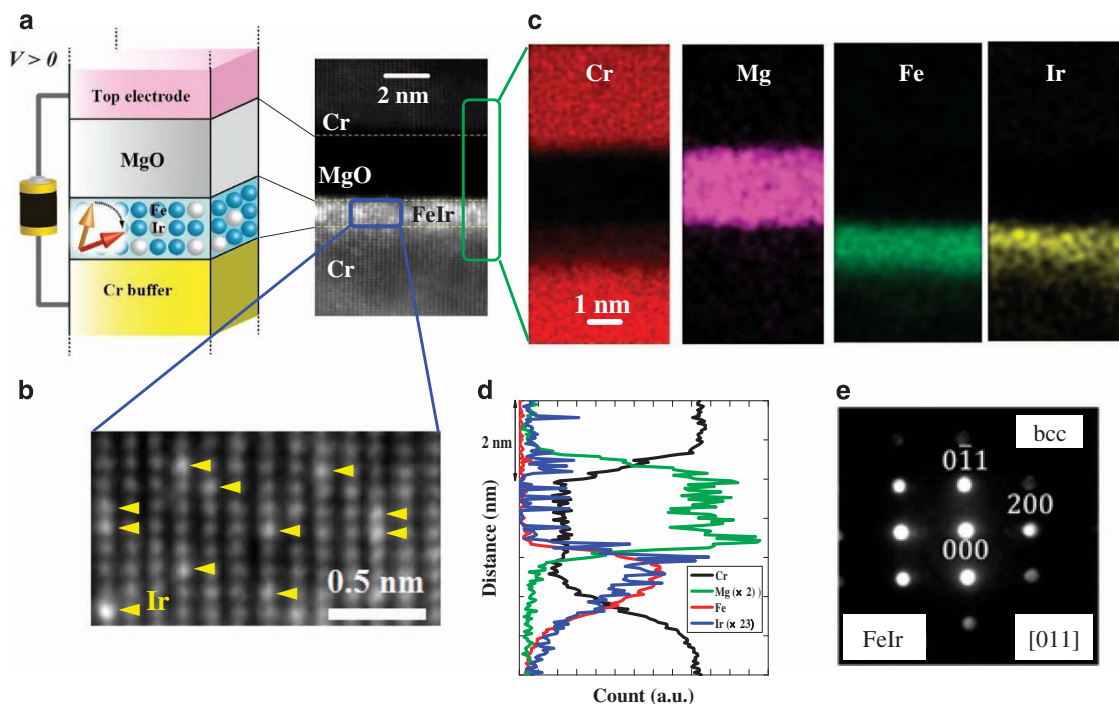 a
V > 0
Top electrode
MgO
Fe
Ir
Cr buffer
2 nm
Cr
MgO
FeIr
Cr
c
Cr
Mg
Fe
Ir
1 nm
b
Ir
0.5 nm
d
2 nm
Distance (nm)
Cr
Mg (× 2) )
Fe
Ir (× 23)
Count (a.u.)
e
bcc
01̄1
200
000
FeIr
[011]